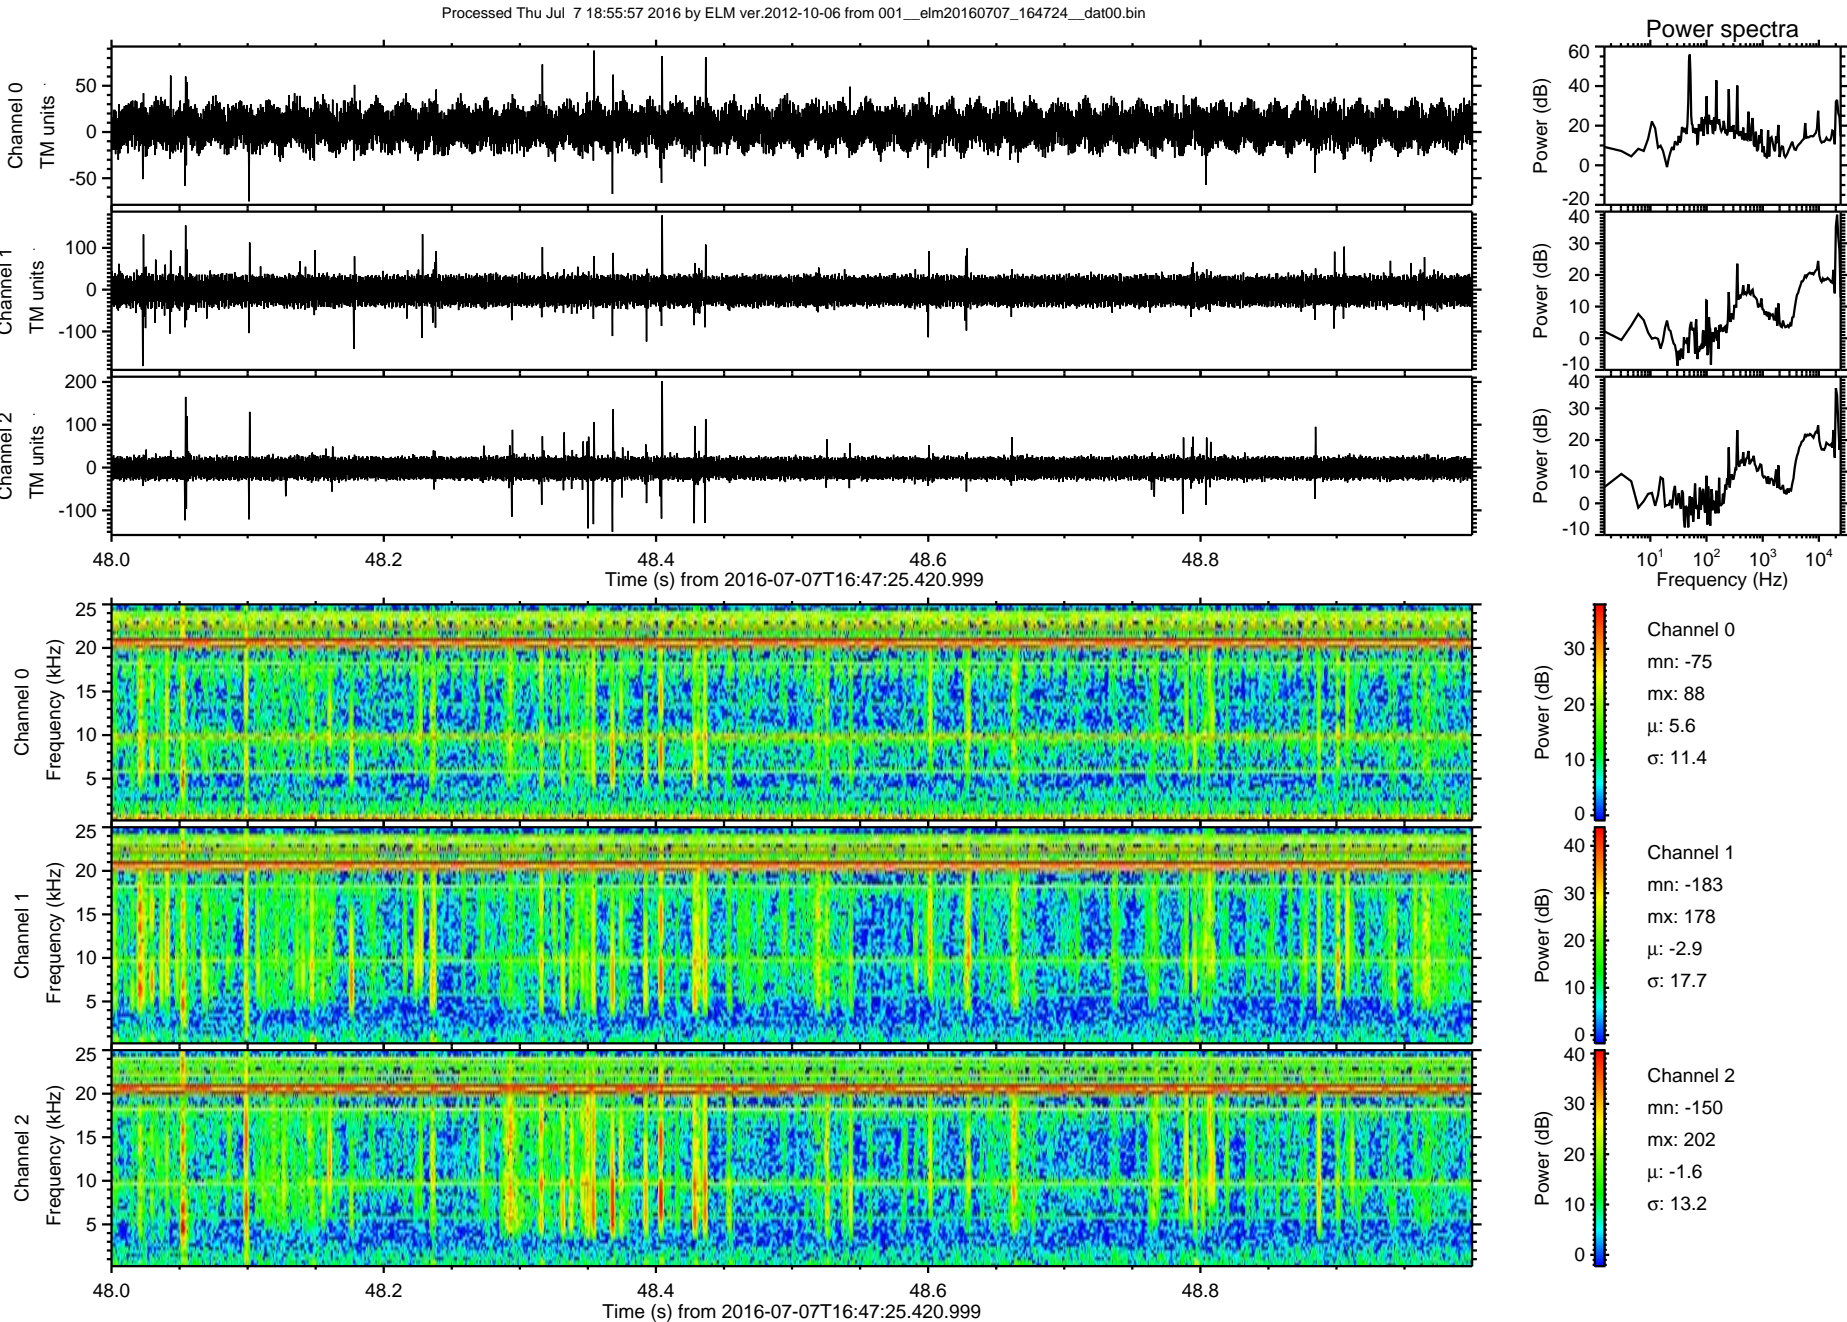 Processed Thu Jul  7 18:55:57 2016 by ELM ver.2012-10-06 from 001__elm20160707_164724__dat00.bin
Power spectra
Channel 0
TM units
50
0
-50
Power (dB)
60
40
20
0
-20
Channel 1
TM units
100
0
-100
Power (dB)
40
30
20
10
0
-10
Channel 2
TM units
200
100
0
-100
Power (dB)
40
30
20
10
0
-10
48.0 48.2 48.4 48.6 48.8
Time (s) from 2016-07-07T16:47:25.420.999
10^1 10^2 10^3 10^4
Frequency (Hz)
Channel 0
Frequency (kHz)
25
20
15
10
5
Power (dB)
30
20
10
0
Channel 0
mn: -75
mx: 88
μ: 5.6
σ: 11.4
Channel 1
Frequency (kHz)
25
20
15
10
5
Power (dB)
40
30
20
10
0
Channel 1
mn: -183
mx: 178
μ: -2.9
σ: 17.7
Channel 2
Frequency (kHz)
25
20
15
10
5
Power (dB)
40
30
20
10
0
Channel 2
mn: -150
mx: 202
μ: -1.6
σ: 13.2
48.0 48.2 48.4 48.6 48.8
Time (s) from 2016-07-07T16:47:25.420.999